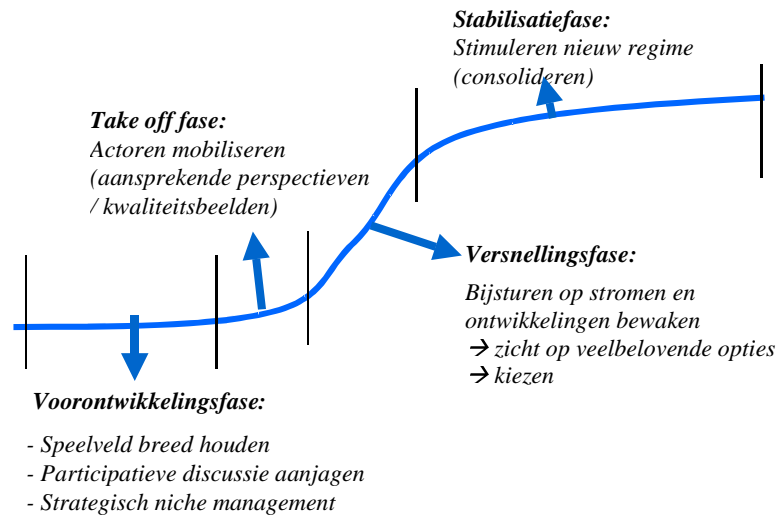 Stabilisatiefase:
Stimuleren nieuw regime
(consolideren)
Take off fase:
Actoren mobiliseren
(aansprekende perspectieven
/ kwaliteitsbeelden)
Versnellingsfase:
Bijsturen op stromen en
ontwikkelingen bewaken
→ zicht op veelbelovende opties
→ kiezen
Voorontwikkelingsfase:
- Speelveld breed houden
- Participatieve discussie aanjagen
- Strategisch niche management